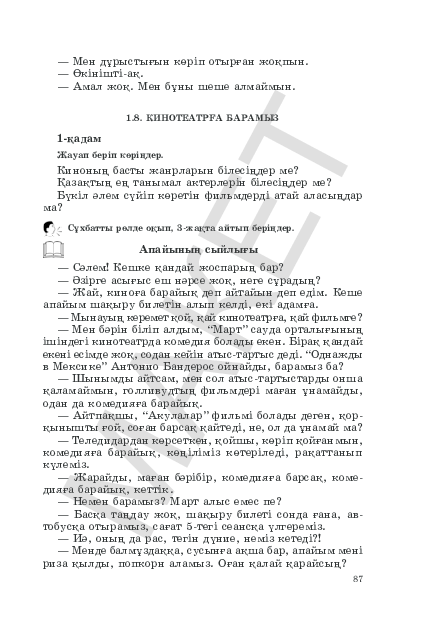 — Мен дұрыстығын көріп отырған жоқпын.
— Өкінішті-ақ.
— Амал жоқ. Мен бұны шеше алмаймын.
1.8. КИНОТЕАТРҒА БАРАМЫЗ
1-қадам
Жауап беріп көріңдер.
Киноның басты жанрларын білесіңдер ме?
Қазақтың ең танымал актерлерін білесіңдер ме?
Бүкіл әлем сүйіп көретін фильмдерді атай аласыңдар
ма?
Сұхбатты рөлде оқып, 3-жақта айтып беріңдер.
Апайының сыйлығы
— Сәлем! Кешке қандай жоспарың бар?
— Әзірге асығыс еш нәрсе жоқ, неге сұрадың?
— Жай, киноға барайық деп айтайын деп едім. Кеше
апайым шақыру билетін алып келді, екі адамға.
— Мынауың керемет қой, қай кинотеатрға, қай фильмге?
— Мен бәрін біліп алдым, “Март” сауда орталығының
ішіндегі кинотеатрда комедия болады екен. Бірақ қандай
екені есімде жоқ, содан кейін атыс-тартыс деді. “Однажды
в Мексике” Антонио Бандерос ойнайды, барамыз ба?
— Шынымды айтсам, мен сол атыс-тартыстарды онша
қаламаймын, голливудтың фильмдері маған ұнамайды,
одан да комедияға барайық.
— Айтпақшы, “Акулалар” фильмі болады деген, қор-
қынышты ғой, соған барсақ қайтеді, не, ол да ұнамай ма?
— Теледидардан көрсеткен, қойшы, көріп қойғанмын,
комедияға барайық, көңіліміз көтеріледі, рақаттанып
күлеміз.
— Жарайды, маған бәрібір, комедияға барсақ, коме-
дияға барайық, кеттік.
— Немен барамыз? Март алыс емес пе?
— Басқа таңдау жоқ, шақыру билеті сонда ғана, ав-
тобусқа отырамыз, сағат 5-тегі сеансқа үлгереміз.
— Иә, оның да рас, тегін дүние, неміз кетеді?!
— Менде балмұздаққа, сусынға ақша бар, апайым мені
риза қылды, попкорн аламыз. Оған қалай қарайсың?
87
МАКЕТ